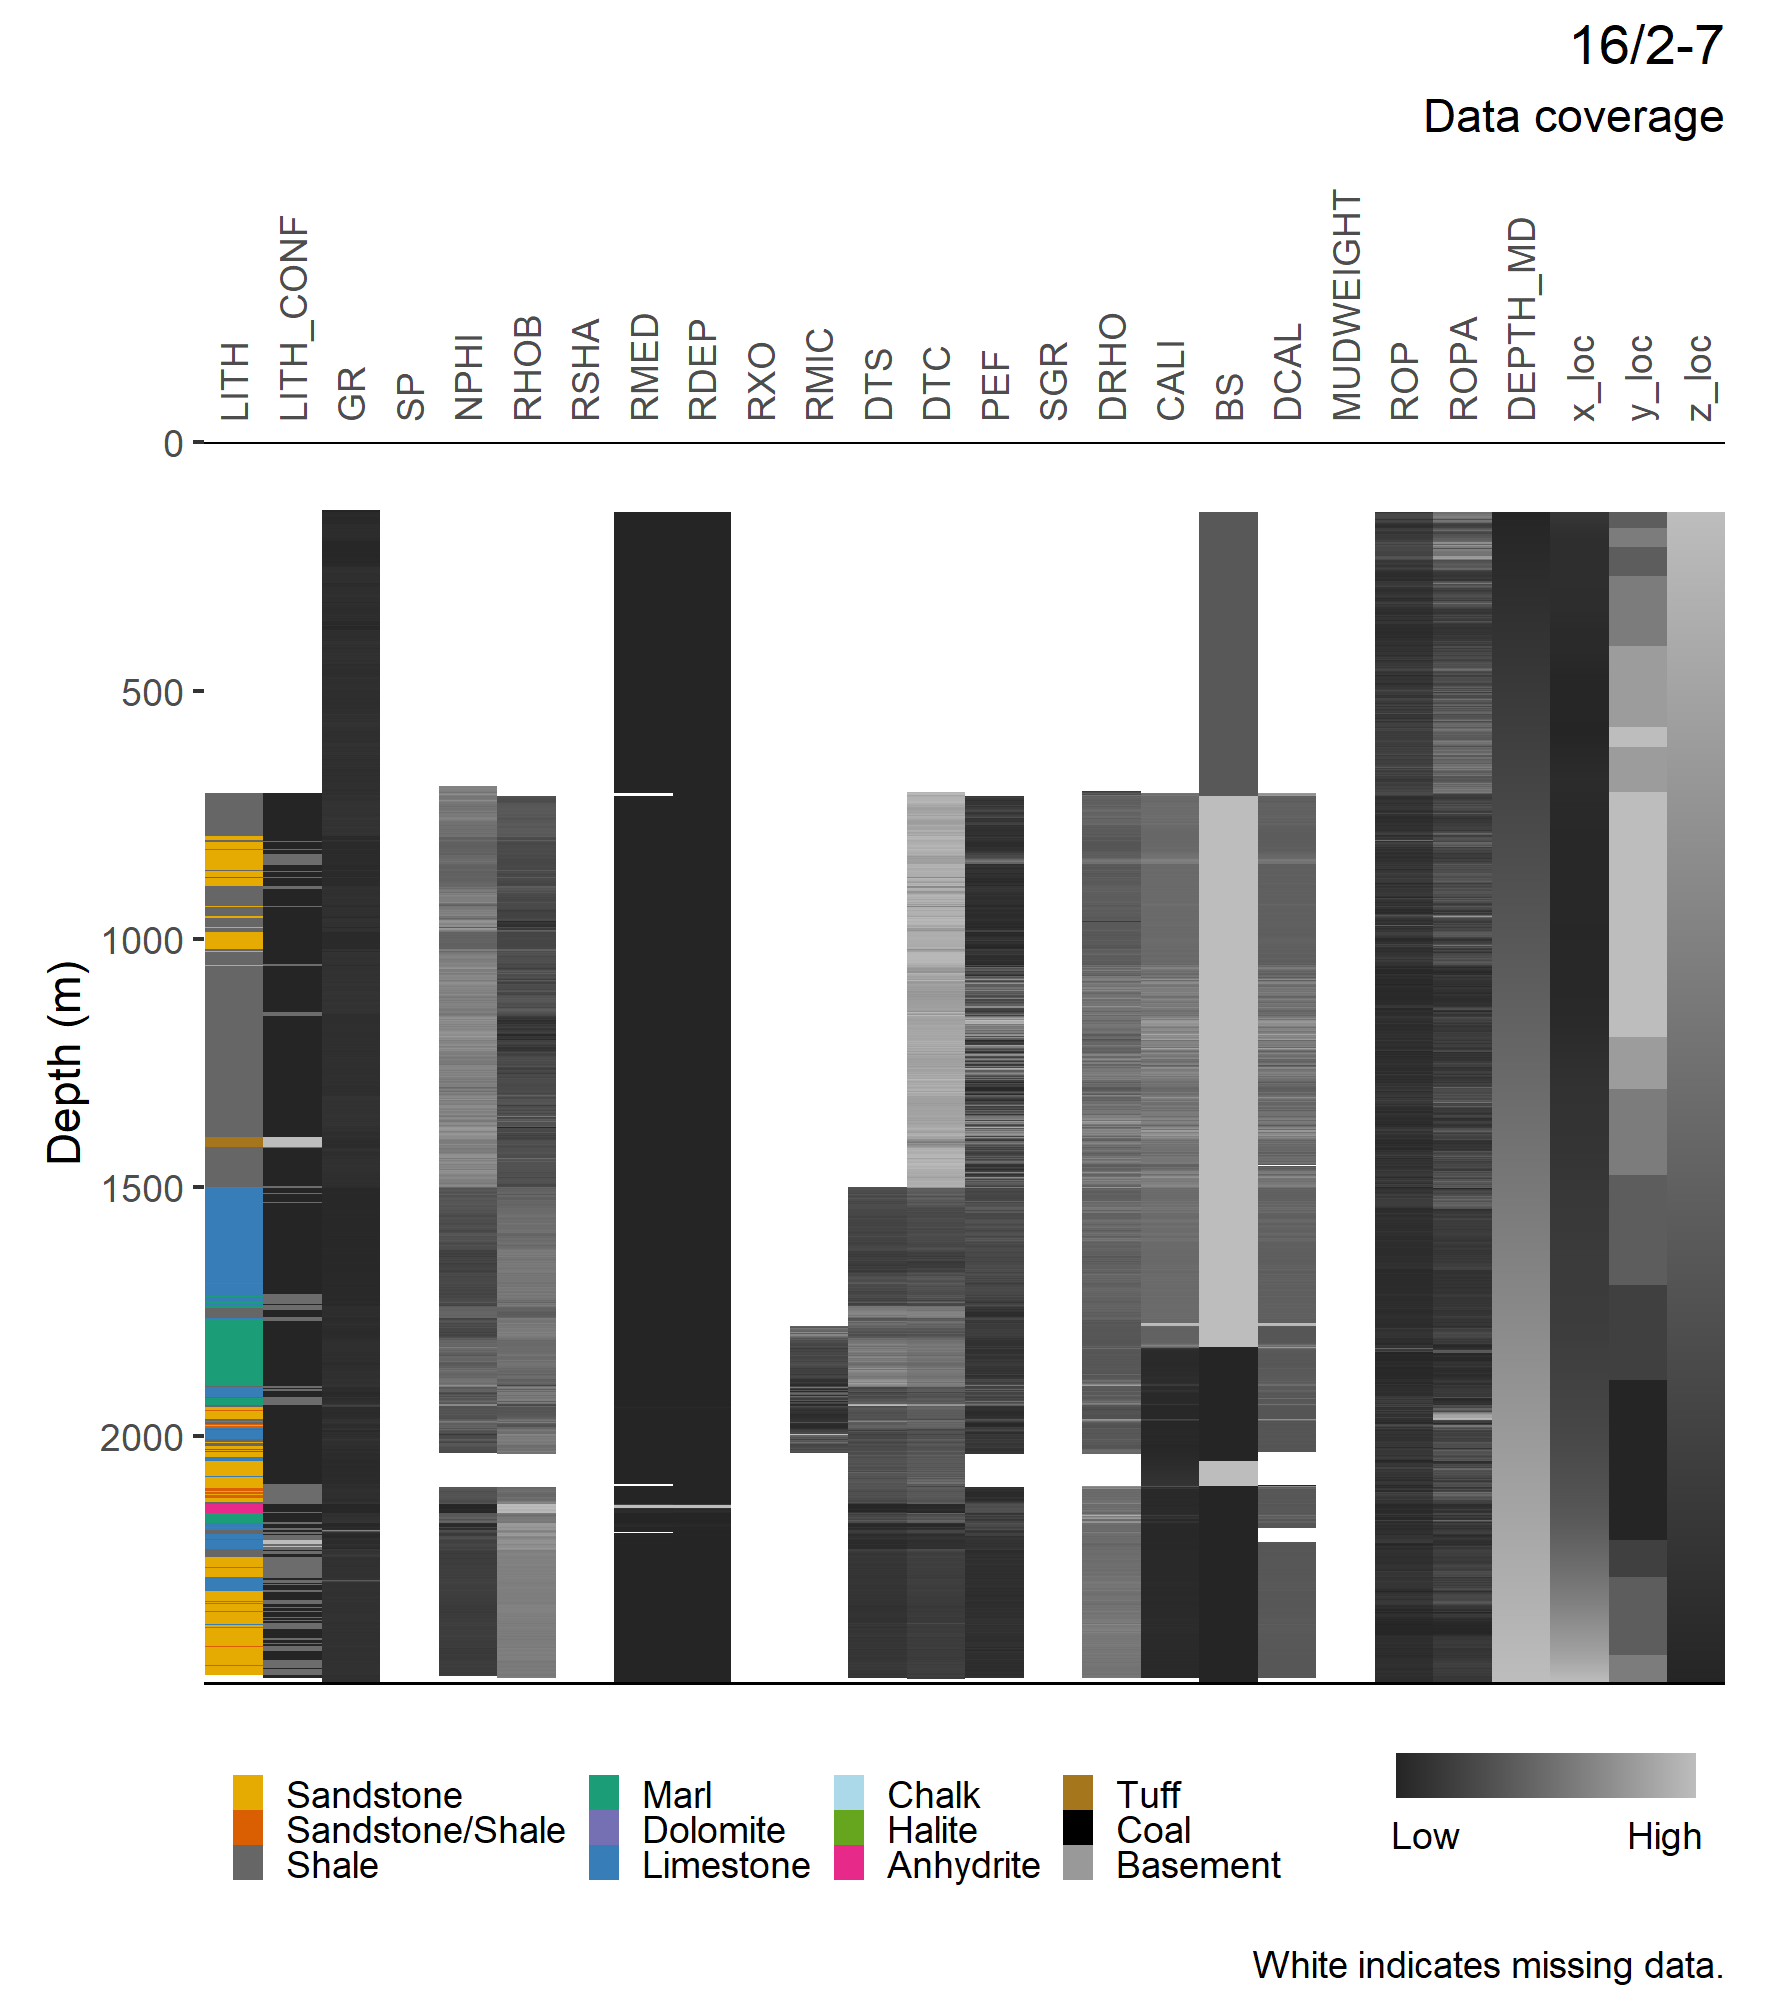 16/2-7
Data coverage
LITH
LITH_CONF
GR
SP
NPHI
RHOB
RSHA
RMED
RDEP
RXO
RMIC
DTS
DTC
PEF
SGR
DRHO
CALI
BS
DCAL
MUDWEIGHT
ROP
ROPA
DEPTH_MD
x_loc
y_loc
z_loc
0
500
1000
1500
2000
Depth (m)
Sandstone
Sandstone/Shale
Shale
Marl
Dolomite
Limestone
Chalk
Halite
Anhydrite
Tuff
Coal
Basement
Low
High
White indicates missing data.